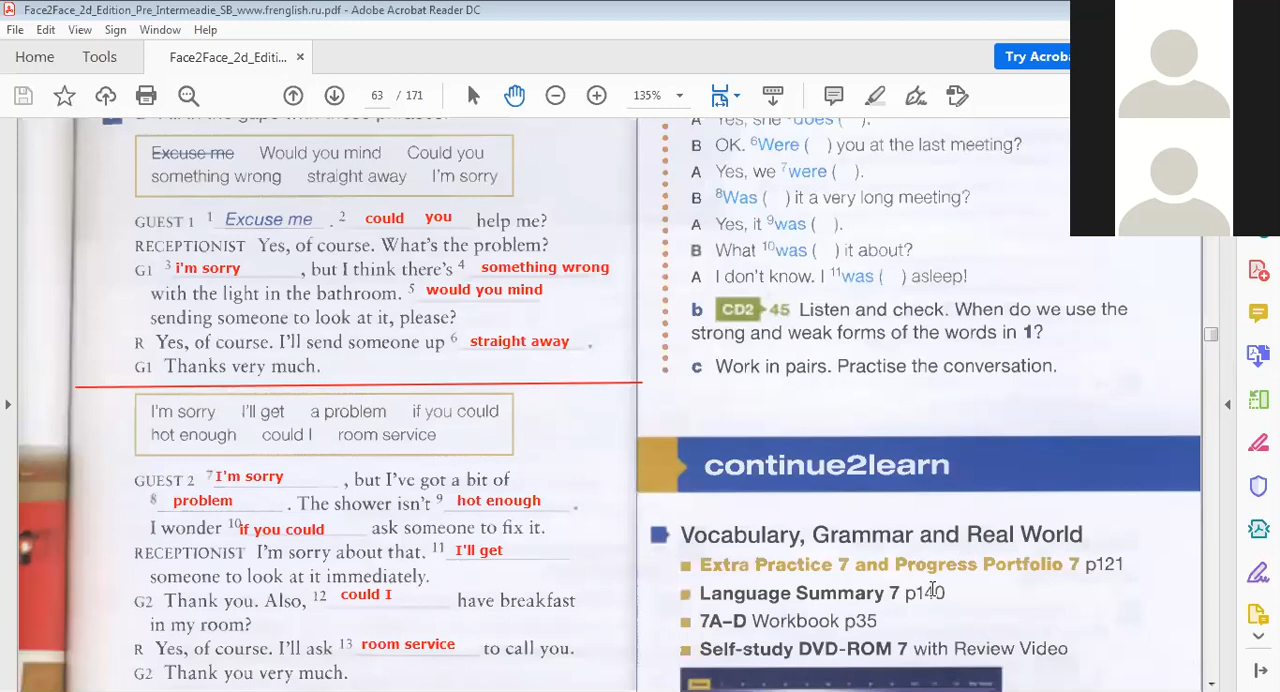 Face2Face_2d_Edition_Pre_Intermeadie_SB_www.frenglish.ru.pdf - Adobe Acrobat Reader DC
File Edit View Sign Window Help
Home Tools Face2Face_2d_Editi... × Try Acroba
63 / 171 135%
Excuse me Would you mind Could you
something wrong straight away I'm sorry
GUEST 1 1 Excuse me . 2 could you help me?
RECEPTIONIST Yes, of course. What's the problem?
G1 3 i'm sorry , but I think there's 4 something wrong
with the light in the bathroom. 5 would you mind
sending someone to look at it, please?
R Yes, of course. I'll send someone up 6 straight away .
G1 Thanks very much.
I'm sorry I'll get a problem if you could
hot enough could I room service
GUEST 2 7 I'm sorry , but I've got a bit of
8 problem . The shower isn't 9 hot enough .
I wonder 10 if you could ask someone to fix it.
RECEPTIONIST I'm sorry about that. 11 I'll get
someone to look at it immediately.
G2 Thank you. Also, 12 could I have breakfast
in my room?
R Yes, of course. I'll ask 13 room service to call you.
G2 Thank you very much.
A Yes, she does ( ).
B OK. 6 Were ( ) you at the last meeting?
A Yes, we 7 were ( ).
B 8 Was ( ) it a very long meeting?
A Yes, it 9 was ( ).
B What 10 was ( ) it about?
A I don't know. I 11 was ( ) asleep!
b CD2 45 Listen and check. When do we use the
strong and weak forms of the words in 1?
c Work in pairs. Practise the conversation.
continue2learn
Vocabulary, Grammar and Real World
Extra Practice 7 and Progress Portfolio 7 p121
Language Summary 7 p140
7A–D Workbook p35
Self-study DVD-ROM 7 with Review Video